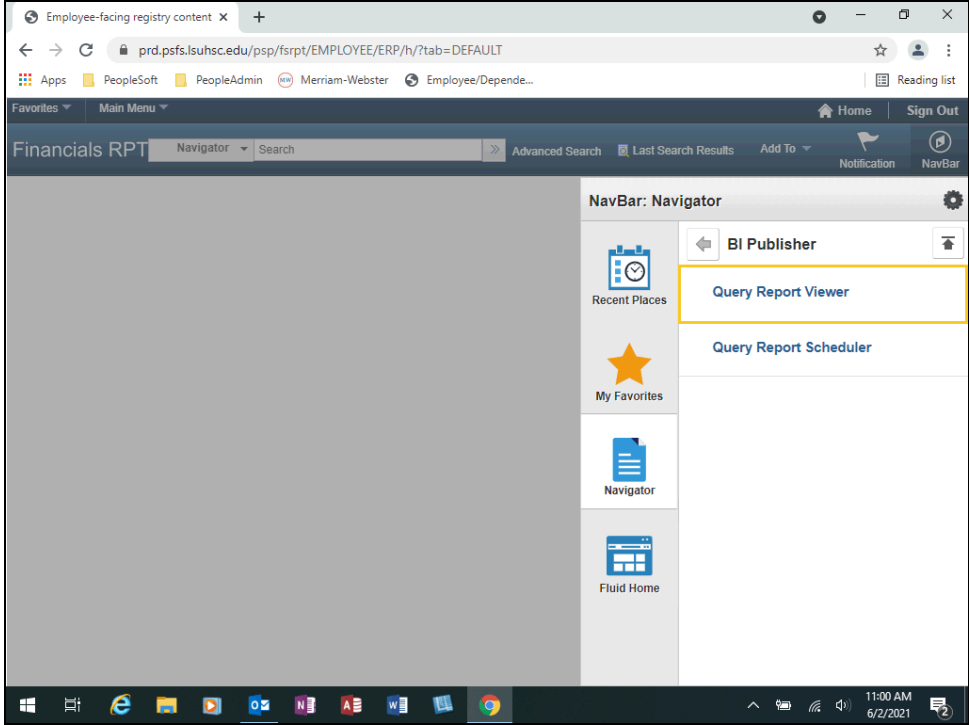 Employee-facing registry content
prd.psfs.lsuhsc.edu/psp/fsrpt/EMPLOYEE/ERP/h/?tab=DEFAULT
Apps PeopleSoft PeopleAdmin Merriam-Webster Employee/Depende... Reading list
Favorites Main Menu Home Sign Out
Financials RPT Navigator Search Advanced Search Last Search Results Add To Notification NavBar
NavBar: Navigator
BI Publisher
Recent Places
Query Report Viewer
Query Report Scheduler
My Favorites
Navigator
Fluid Home
11:00 AM
6/2/2021
2